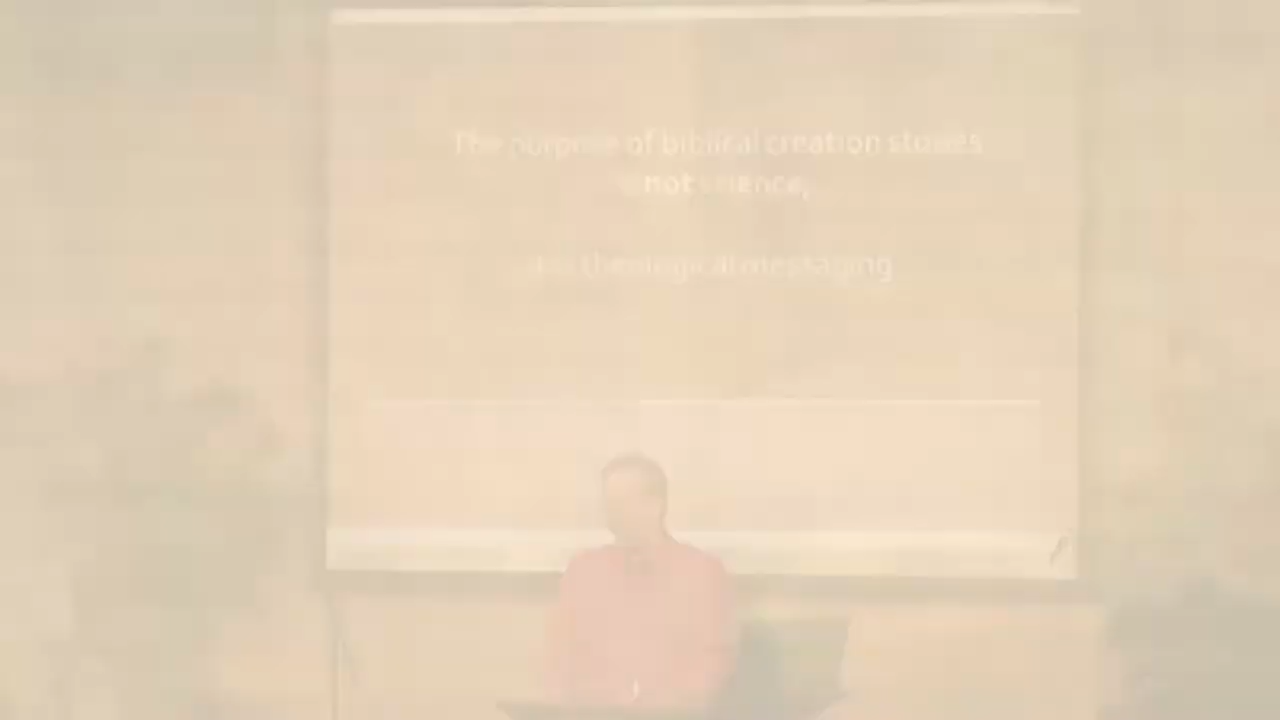 The purpose of biblical creation stories
not science,
theological messaging